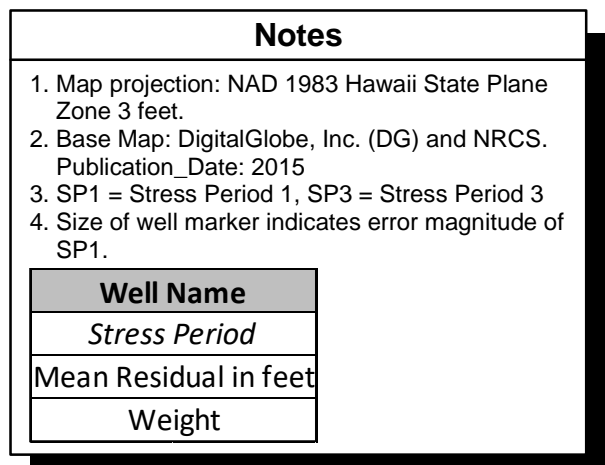 Notes
1. Map projection: NAD 1983 Hawaii State Plane
Zone 3 feet.
2. Base Map: DigitalGlobe, Inc. (DG) and NRCS.
Publication_Date: 2015
3. SP1 = Stress Period 1, SP3 = Stress Period 3
4. Size of well marker indicates error magnitude of
SP1.
Well Name
Stress Period
Mean Residual in feet
Weight